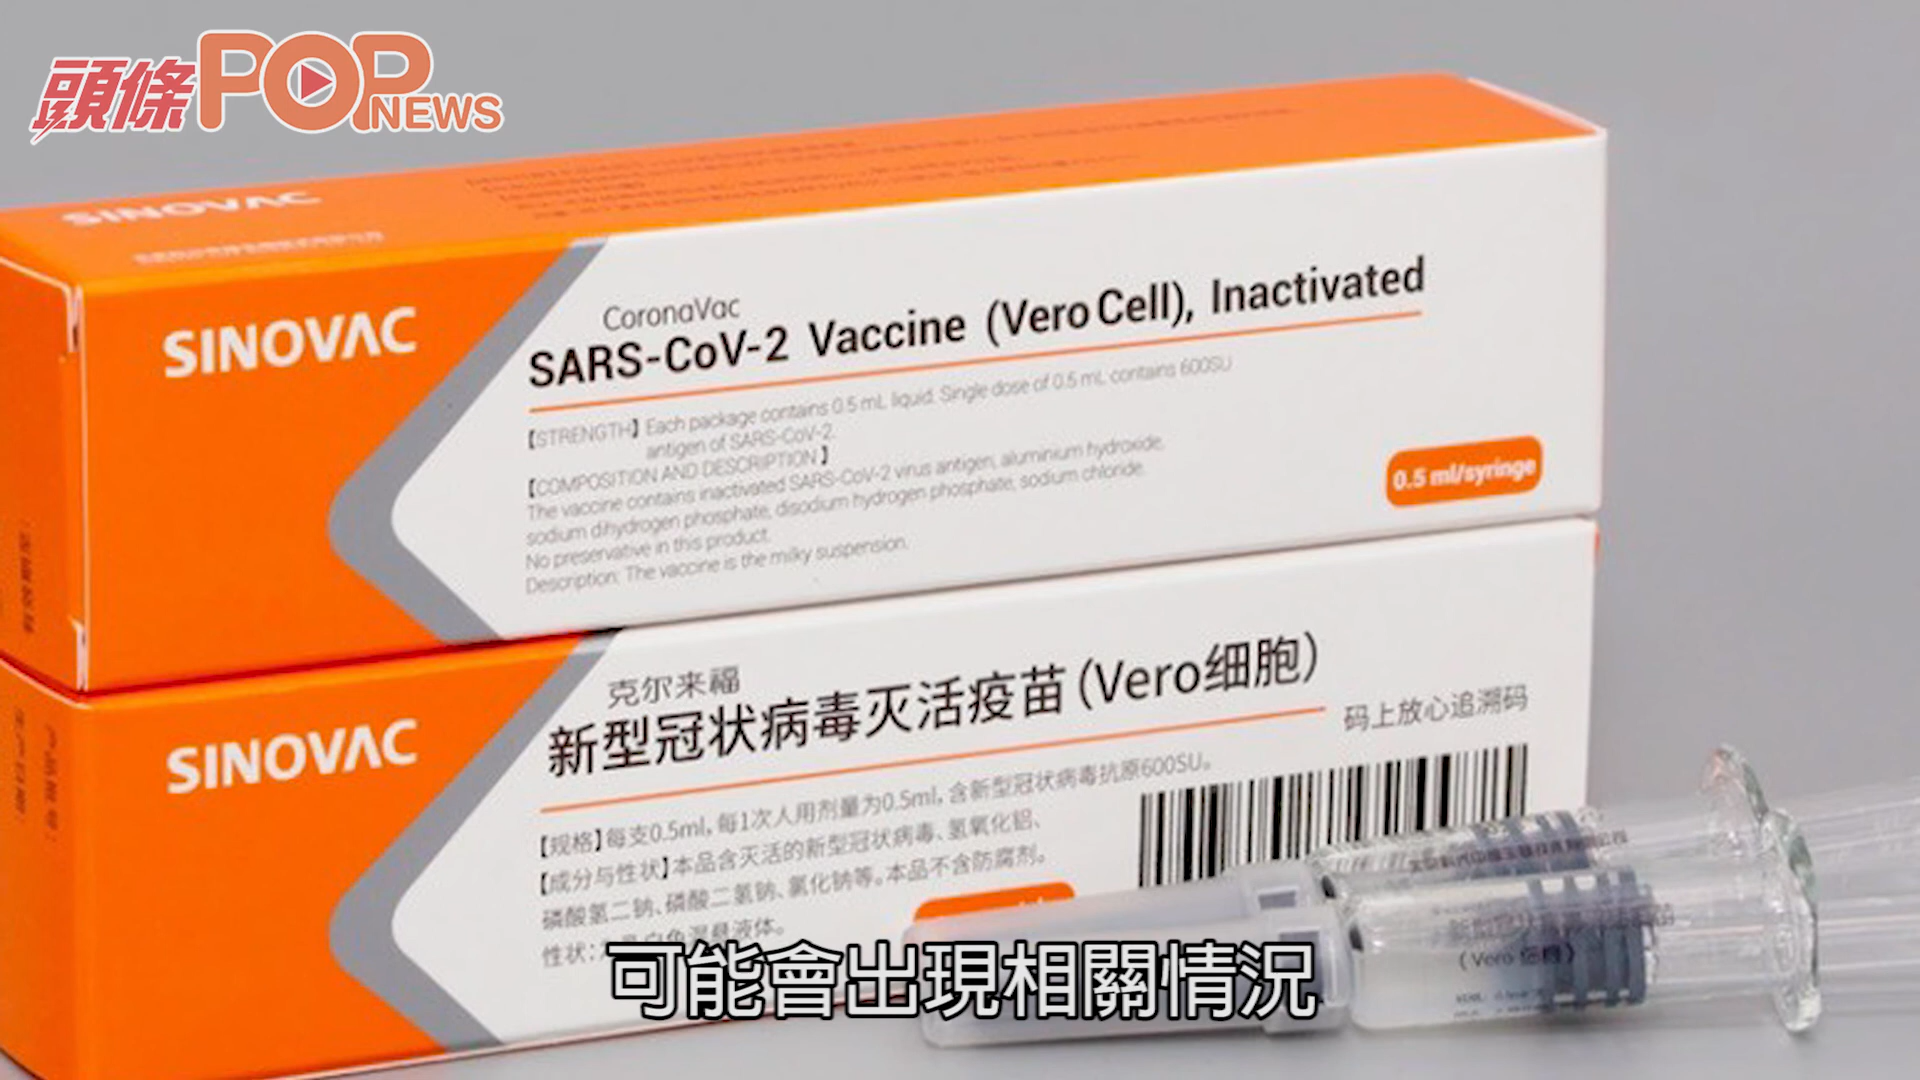 頭條POPNEWS
SINOVAC
SINOVAC
CoronaVac
SARS-CoV-2 Vaccine (Vero Cell), Inactivated
【STRENGTH】Each package contains 0.5 mL liquid. Single dose of 0.5 mL contains 600SU
antigen of SARS-CoV-2.
【COMPOSITION AND DESCRIPTION】
The vaccine contains inactivated SARS-CoV-2 virus antigen, aluminium hydroxide,
sodium dihydrogen phosphate, disodium hydrogen phosphate, sodium chloride.
No preservative in this product.
Description: The vaccine is the milky suspension.
0.5 ml/syringe
SINOVAC
克尔来福
新型冠状病毒灭活疫苗(Vero细胞)
码上放心追溯码
【规格】每支0.5ml,每1次人用剂量为0.5ml,含新型冠状病毒抗原600SU。
【成分与性状】本品含灭活的新型冠状病毒、氢氧化铝、
磷酸氢二钠、磷酸二氢钠、氯化钠等。本品不含防腐剂。
性状:
可能會出現相關情況